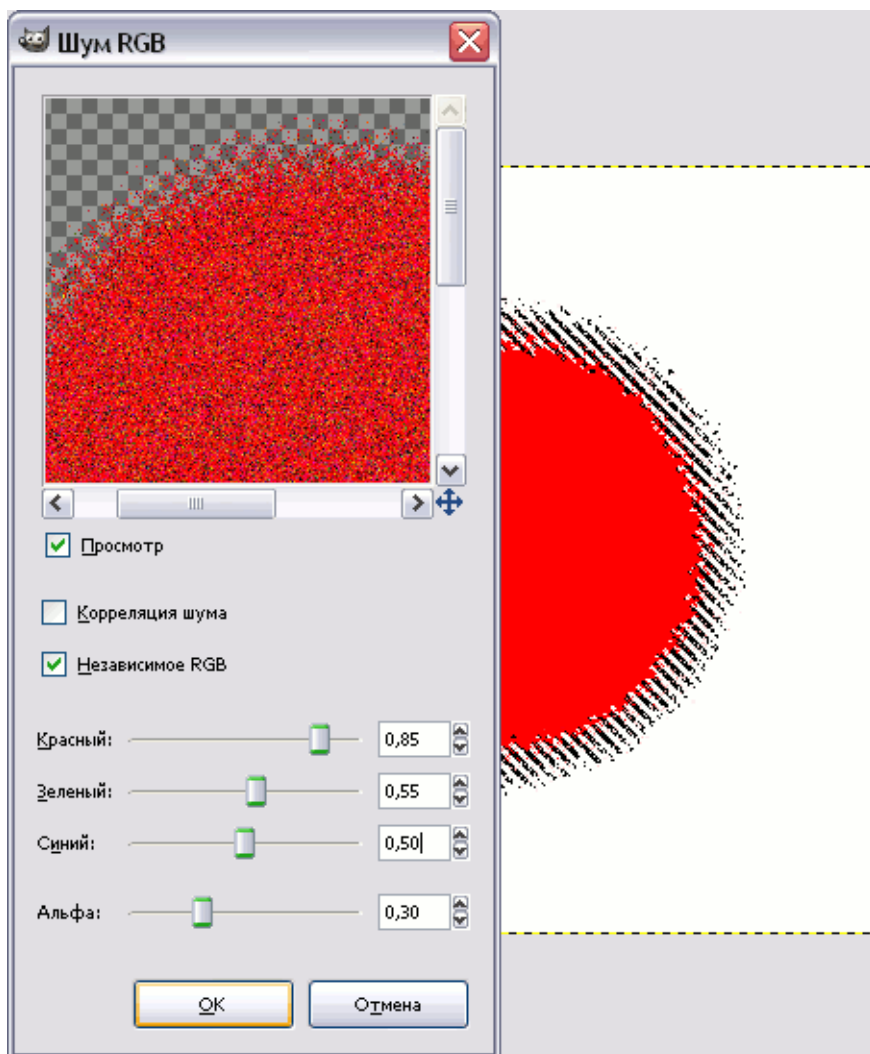 Шум RGB
Просмотр
Корреляция шума
Независимое RGB
Красный: 0,85
Зеленый: 0,55
Синий: 0,50
Альфа: 0,30
OK Отмена